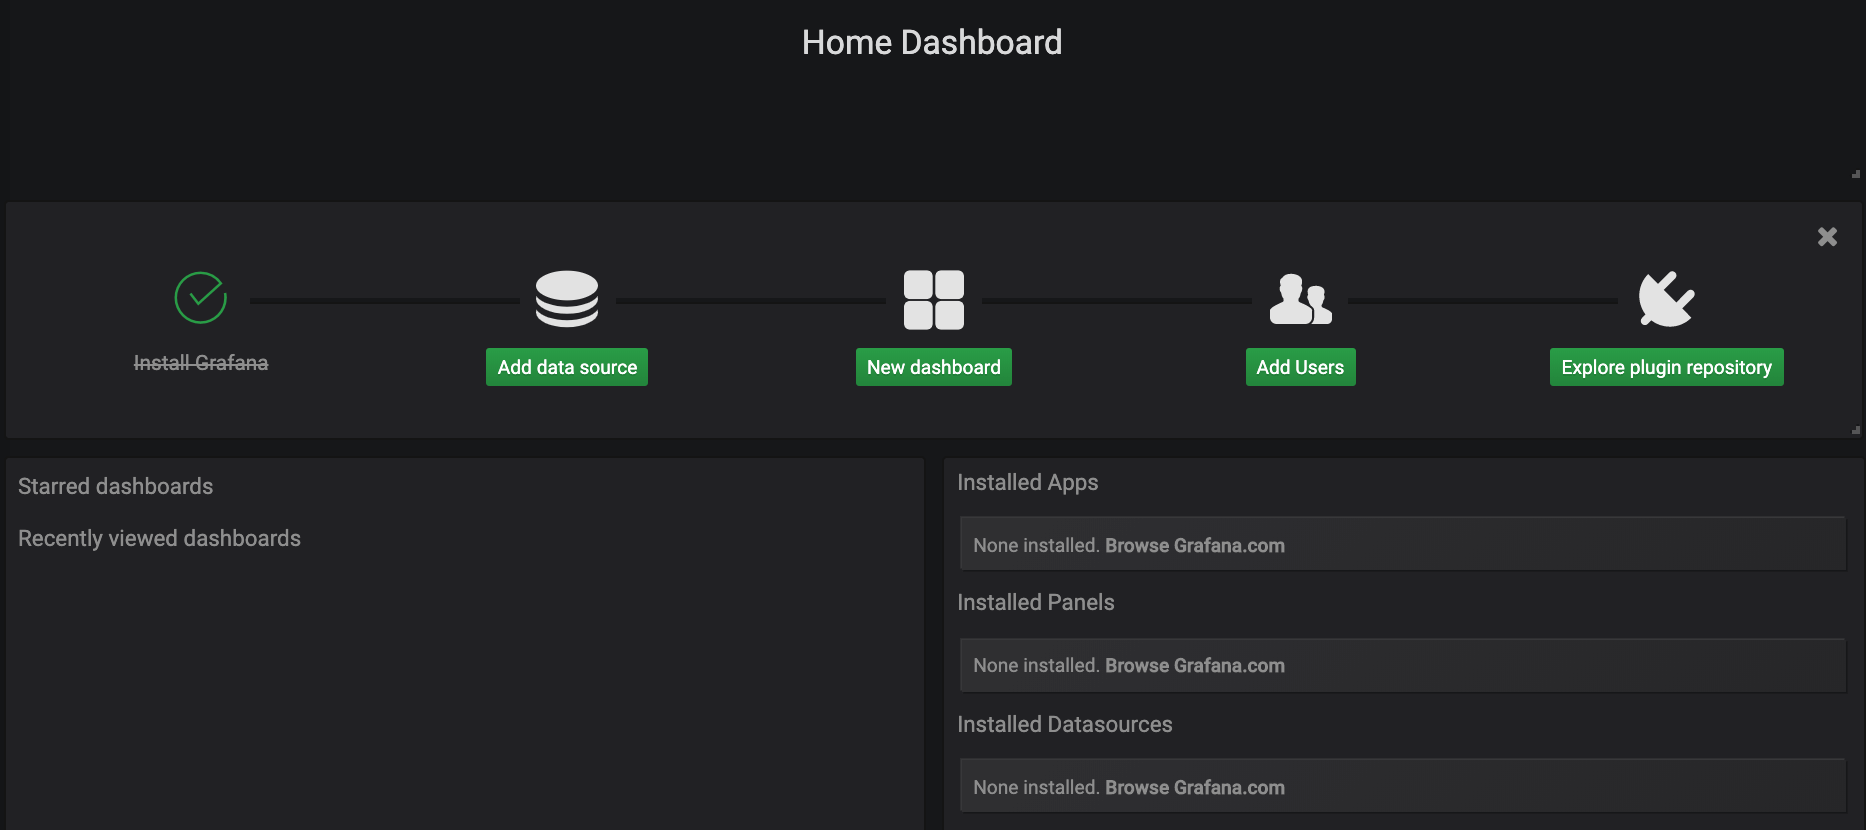 Home Dashboard
Install Grafana
Add data source
New dashboard
Add Users
Explore plugin repository
Starred dashboards
Recently viewed dashboards
Installed Apps
None installed. Browse Grafana.com
Installed Panels
None installed. Browse Grafana.com
Installed Datasources
None installed. Browse Grafana.com